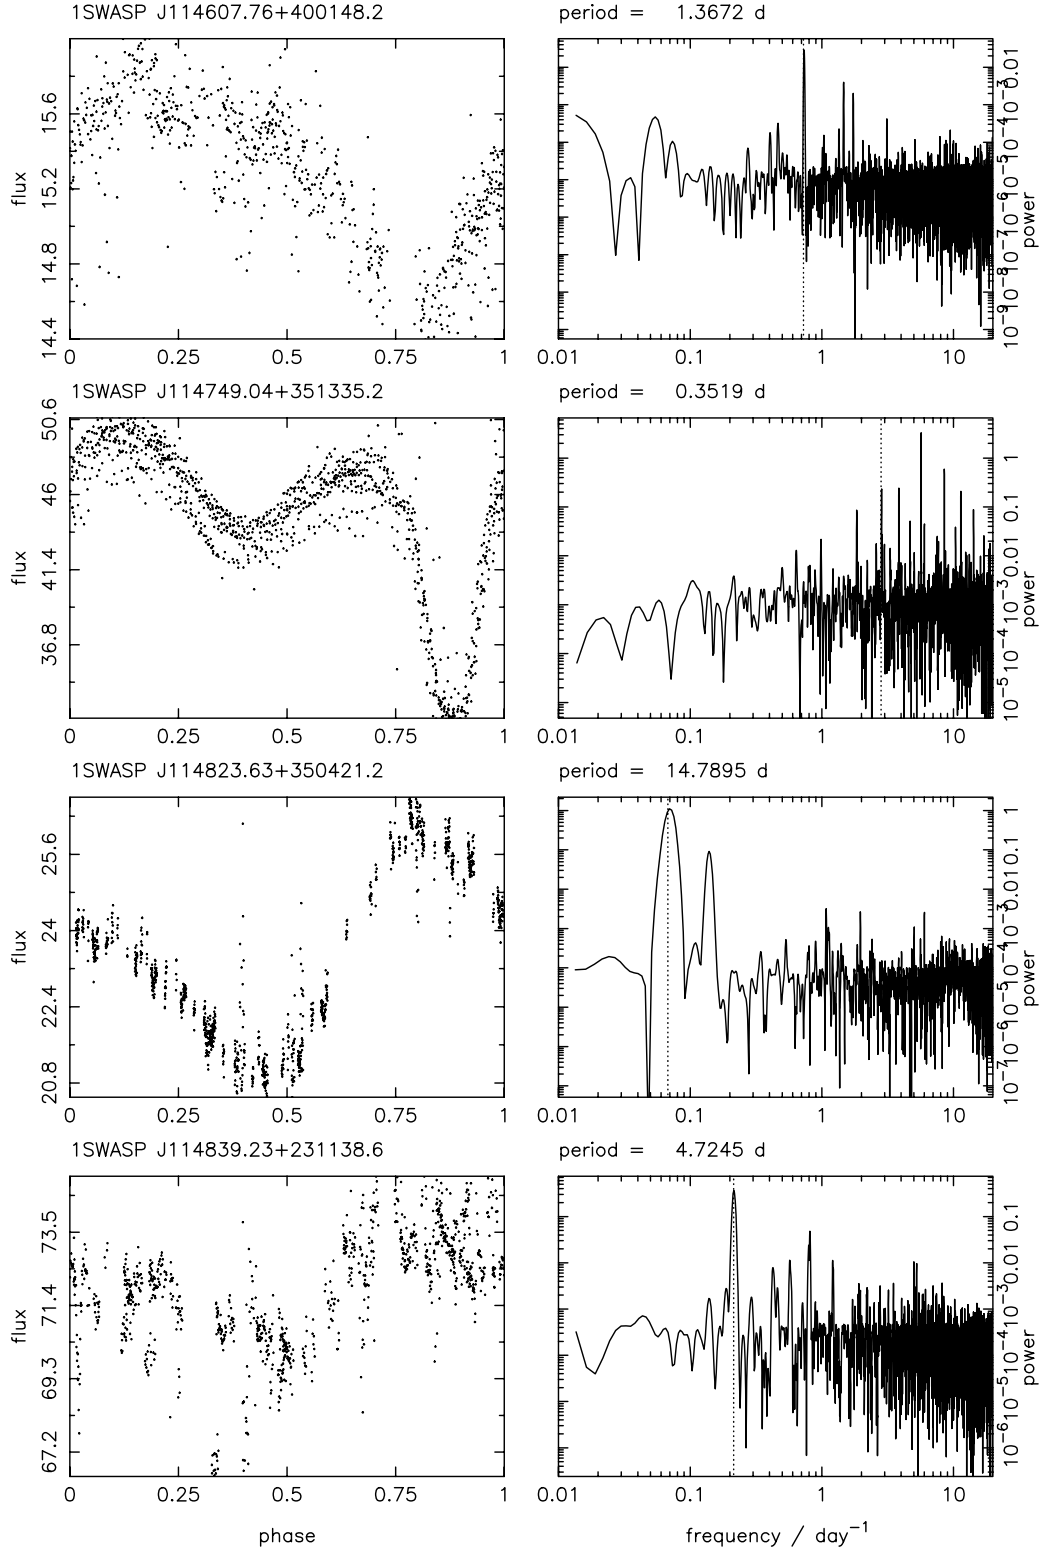 1SWASP J114607.76+400148.2 period = 1.3672 d
flux 14.4 14.8 15.2 15.6
0 0.25 0.5 0.75 1
power 10⁻⁹ 10⁻⁸ 10⁻⁷ 10⁻⁶ 10⁻⁵ 10⁻⁴ 10⁻³ 0.01
0.01 0.1 1 10
1SWASP J114749.04+351335.2 period = 0.3519 d
flux 36.8 41.4 46 50.6
0 0.25 0.5 0.75 1
power 10⁻⁵ 10⁻⁴ 10⁻³ 0.01 0.1 1
0.01 0.1 1 10
1SWASP J114823.63+350421.2 period = 14.7895 d
flux 20.8 22.4 24 25.6
0 0.25 0.5 0.75 1
power 10⁻⁷ 10⁻⁶ 10⁻⁵ 10⁻⁴ 10⁻³ 0.01 0.1 1
0.01 0.1 1 10
1SWASP J114839.23+231138.6 period = 4.7245 d
flux 67.2 69.3 71.4 73.5
0 0.25 0.5 0.75 1
power 10⁻⁶ 10⁻⁵ 10⁻⁴ 10⁻³ 0.01 0.1
0.01 0.1 1 10
phase frequency / day⁻¹